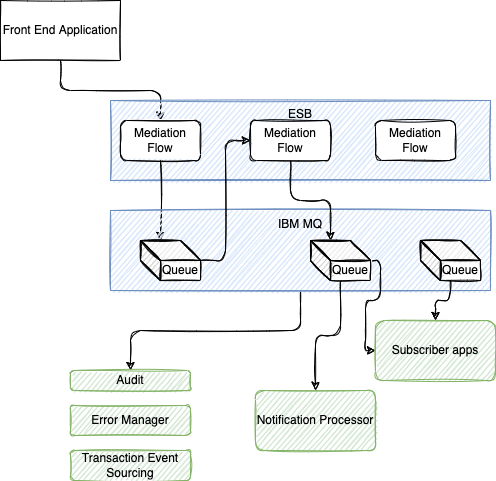 Front End Application
ESB
Mediation
Flow
Mediation
Flow
Mediation
Flow
IBM MQ
Queue
Queue
Queue
Subscriber apps
Audit
Error Manager
Notification Processor
Transaction Event
Sourcing